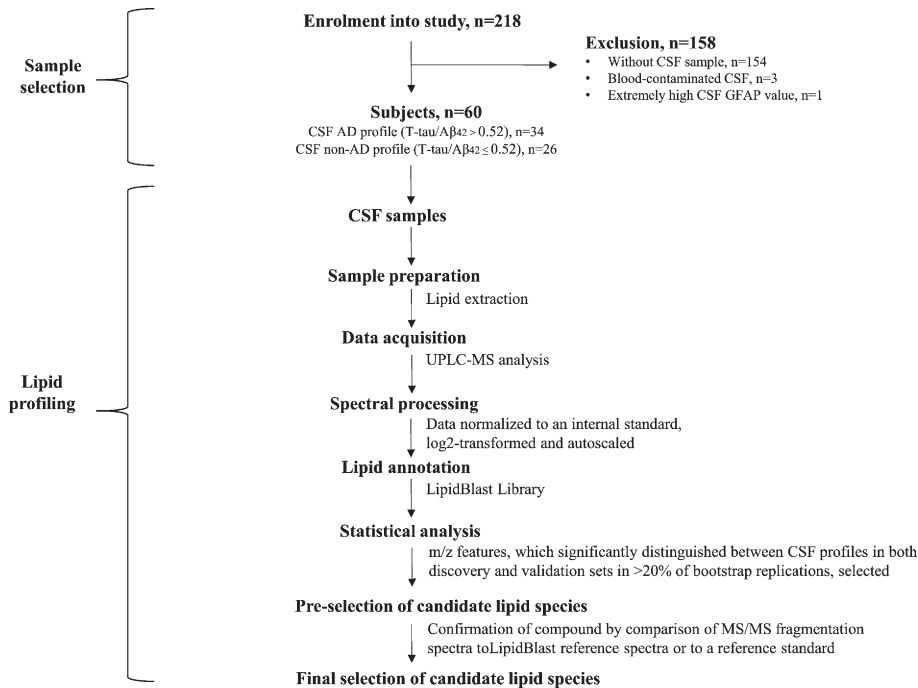 Enrolment into study, n=218
Sample
selection
Exclusion, n=158
• Without CSF sample, n=154
• Blood-contaminated CSF, n=3
• Extremely high CSF GFAP value, n=1
Subjects, n=60
CSF AD profile (T-tau/Aβ42 > 0.52), n=34
CSF non-AD profile (T-tau/Aβ42 ≤ 0.52), n=26
Lipid
profiling
CSF samples
Sample preparation
Lipid extraction
Data acquisition
UPLC-MS analysis
Spectral processing
Data normalized to an internal standard,
log2-transformed and autoscaled
Lipid annotation
LipidBlast Library
Statistical analysis
m/z features, which significantly distinguished between CSF profiles in both
discovery and validation sets in >20% of bootstrap replications, selected
Pre-selection of candidate lipid species
Confirmation of compound by comparison of MS/MS fragmentation
spectra toLipidBlast reference spectra or to a reference standard
Final selection of candidate lipid species